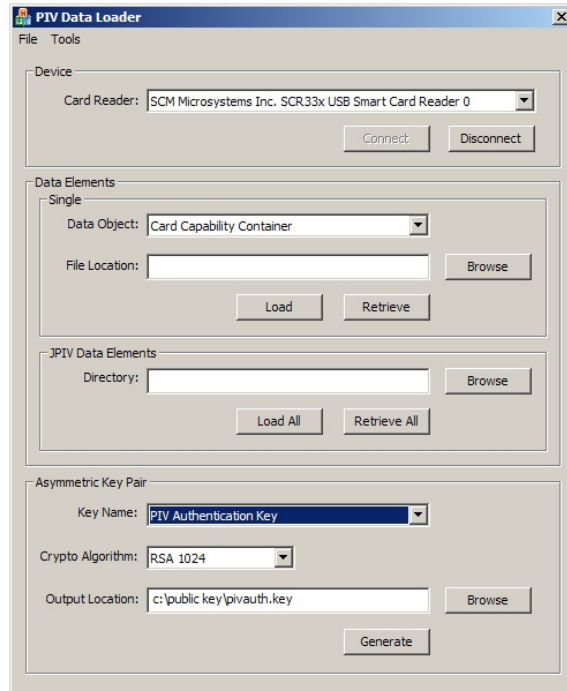 PIV Data Loader
File Tools
Device
Card Reader: SCM Microsystems Inc. SCR33x USB Smart Card Reader 0
Connect Disconnect
Data Elements
Single
Data Object: Card Capability Container
File Location: Browse
Load Retrieve
JPIV Data Elements
Directory: Browse
Load All Retrieve All
Asymmetric Key Pair
Key Name: PIV Authentication Key
Crypto Algorithm: RSA 1024
Output Location: c:\public key\pivauth.key Browse
Generate